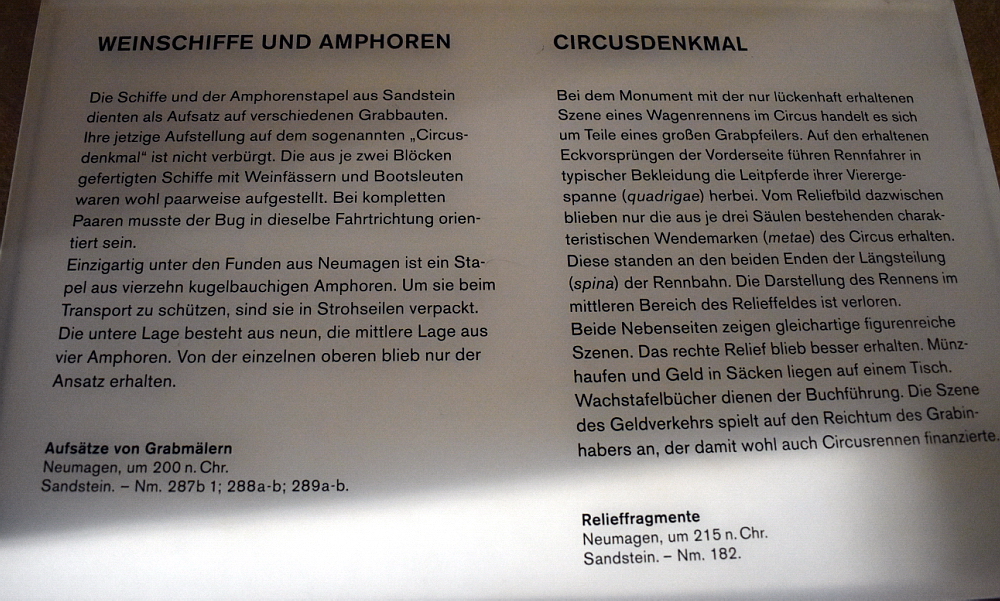 WEINSCHIFFE UND AMPHOREN
Die Schiffe und der Amphorenstapel aus Sandstein
dienten als Aufsatz auf verschiedenen Grabbauten.
Ihre jetzige Aufstellung auf dem sogenannten „Circus-
denkmal“ ist nicht verbürgt. Die aus je zwei Blöcken
gefertigten Schiffe mit Weinfässern und Bootsleuten
waren wohl paarweise aufgestellt. Bei kompletten
Paaren musste der Bug in dieselbe Fahrtrichtung orien-
tiert sein.
Einzigartig unter den Funden aus Neumagen ist ein Sta-
pel aus vierzehn kugelbauchigen Amphoren. Um sie beim
Transport zu schützen, sind sie in Strohseilen verpackt.
Die untere Lage besteht aus neun, die mittlere Lage aus
vier Amphoren. Von der einzelnen oberen blieb nur der
Ansatz erhalten.
Aufsätze von Grabmälern
Neumagen, um 200 n. Chr.
Sandstein. – Nm. 287b 1; 288a-b; 289a-b.
CIRCUSDENKMAL
Bei dem Monument mit der nur lückenhaft erhaltenen
Szene eines Wagenrennens im Circus handelt es sich
um Teile eines großen Grabpfeilers. Auf den erhaltenen
Eckvorsprüngen der Vorderseite führen Rennfahrer in
typischer Bekleidung die Leitpferde ihrer Vierer­ge-
spanne (quadrigae) herbei. Vom Reliefbild dazwischen
blieben nur die aus je drei Säulen bestehenden charak-
teristischen Wendemarken (metae) des Circus erhalten.
Diese standen an den beiden Enden der Längsteilung
(spina) der Rennbahn. Die Darstellung des Rennens im
mittleren Bereich des Relieffeldes ist verloren.
Beide Nebenseiten zeigen gleichartige figurenreiche
Szenen. Das rechte Relief blieb besser erhalten. Münz-
haufen und Geld in Säcken liegen auf einem Tisch.
Wachstafelbücher dienen der Buchführung. Die Szene
des Geldverkehrs spielt auf den Reichtum des Grabin-
habers an, der damit wohl auch Circusrennen finanzierte.
Relieffragmente
Neumagen, um 215 n. Chr.
Sandstein. – Nm. 182.